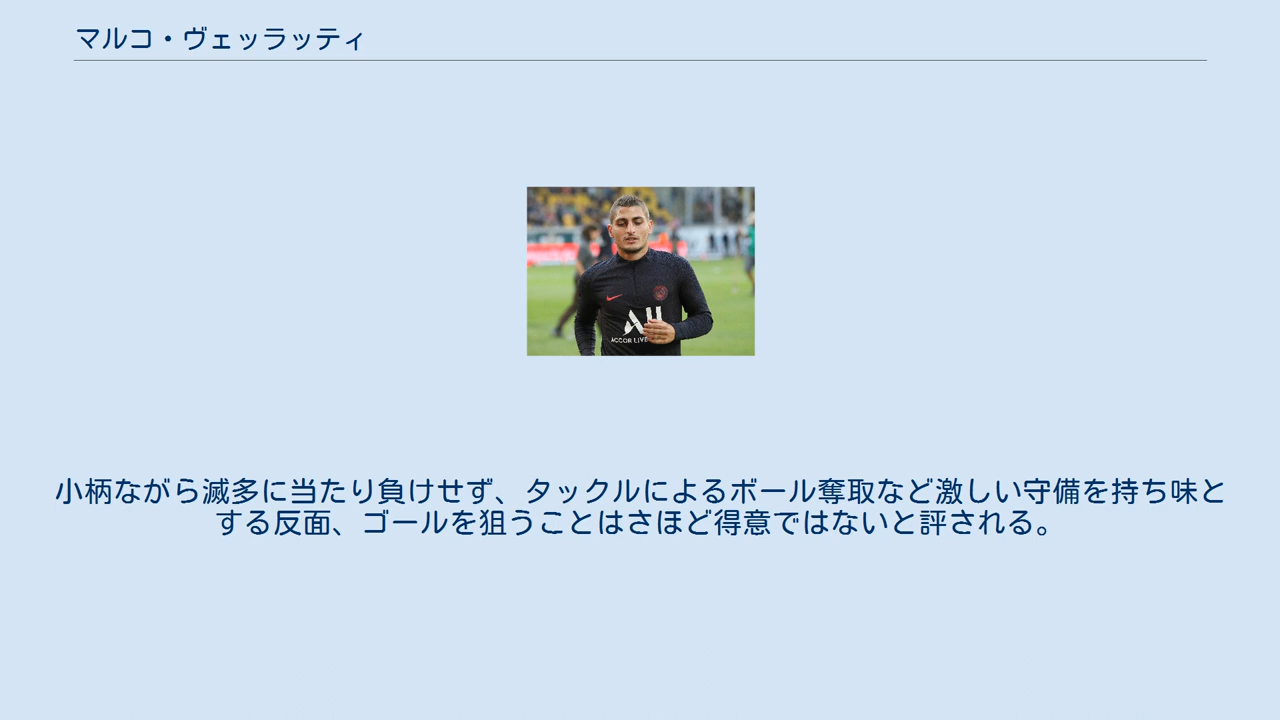 マルコ・ヴェッラッティ
ACCOR LIVE
小柄ながら滅多に当たり負けせず、タックルによるボール奪取など激しい守備を持ち味と
する反面、ゴールを狙うことはさほど得意ではないと評される。